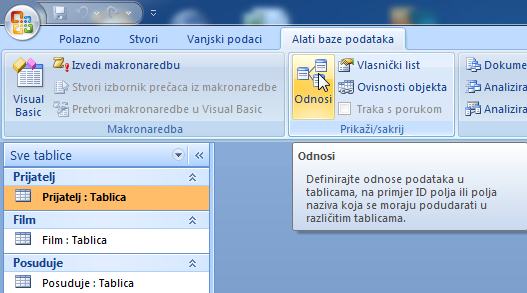 Polazno Stvori Vanjski podaci Alati baze podataka
Visual Basic
Izvedi makronaredbu
Stvori izbornik prečaca iz makronaredbe
Pretvori makronaredbe u Visual Basic
Makronaredba
Odnosi
Vlasnički list
Ovisnosti objekta
Traka s porukom
Prikaži/sakrij
Dokume
Analizira
Analizira
Sve tablice
Prijatelj
Prijatelj : Tablica
Film
Film : Tablica
Posuduje
Posuduje : Tablica
Odnosi
Definirajte odnose podataka u
tablicama, na primjer ID polja ili polja
naziva koja se moraju podudarati u
različitim tablicama.